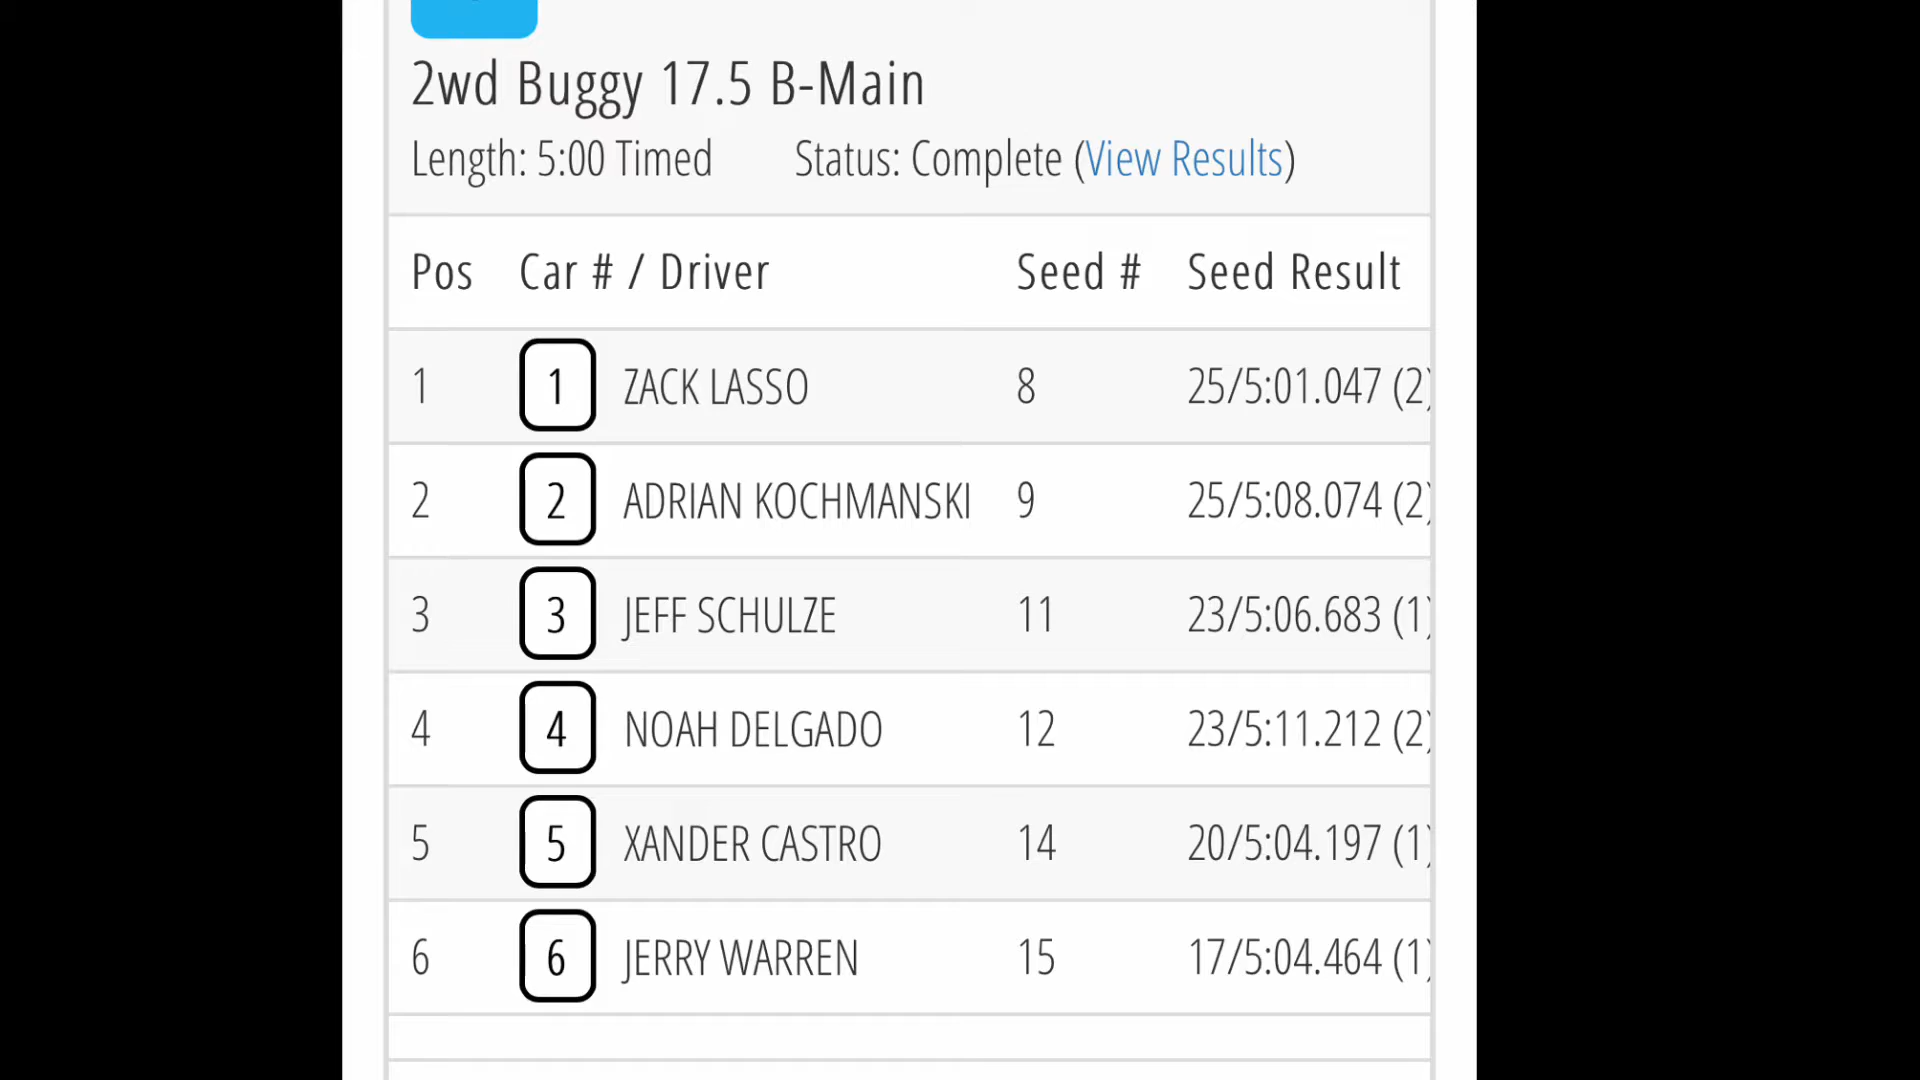 2wd Buggy 17.5 B-Main
Length: 5:00 Timed Status: Complete (View Results)
Pos Car # / Driver Seed # Seed Result
1 1 ZACK LASSO 8 25/5:01.047 (2)
2 2 ADRIAN KOCHMANSKI 9 25/5:08.074 (2)
3 3 JEFF SCHULZE 11 23/5:06.683 (1)
4 4 NOAH DELGADO 12 23/5:11.212 (2)
5 5 XANDER CASTRO 14 20/5:04.197 (1)
6 6 JERRY WARREN 15 17/5:04.464 (1)